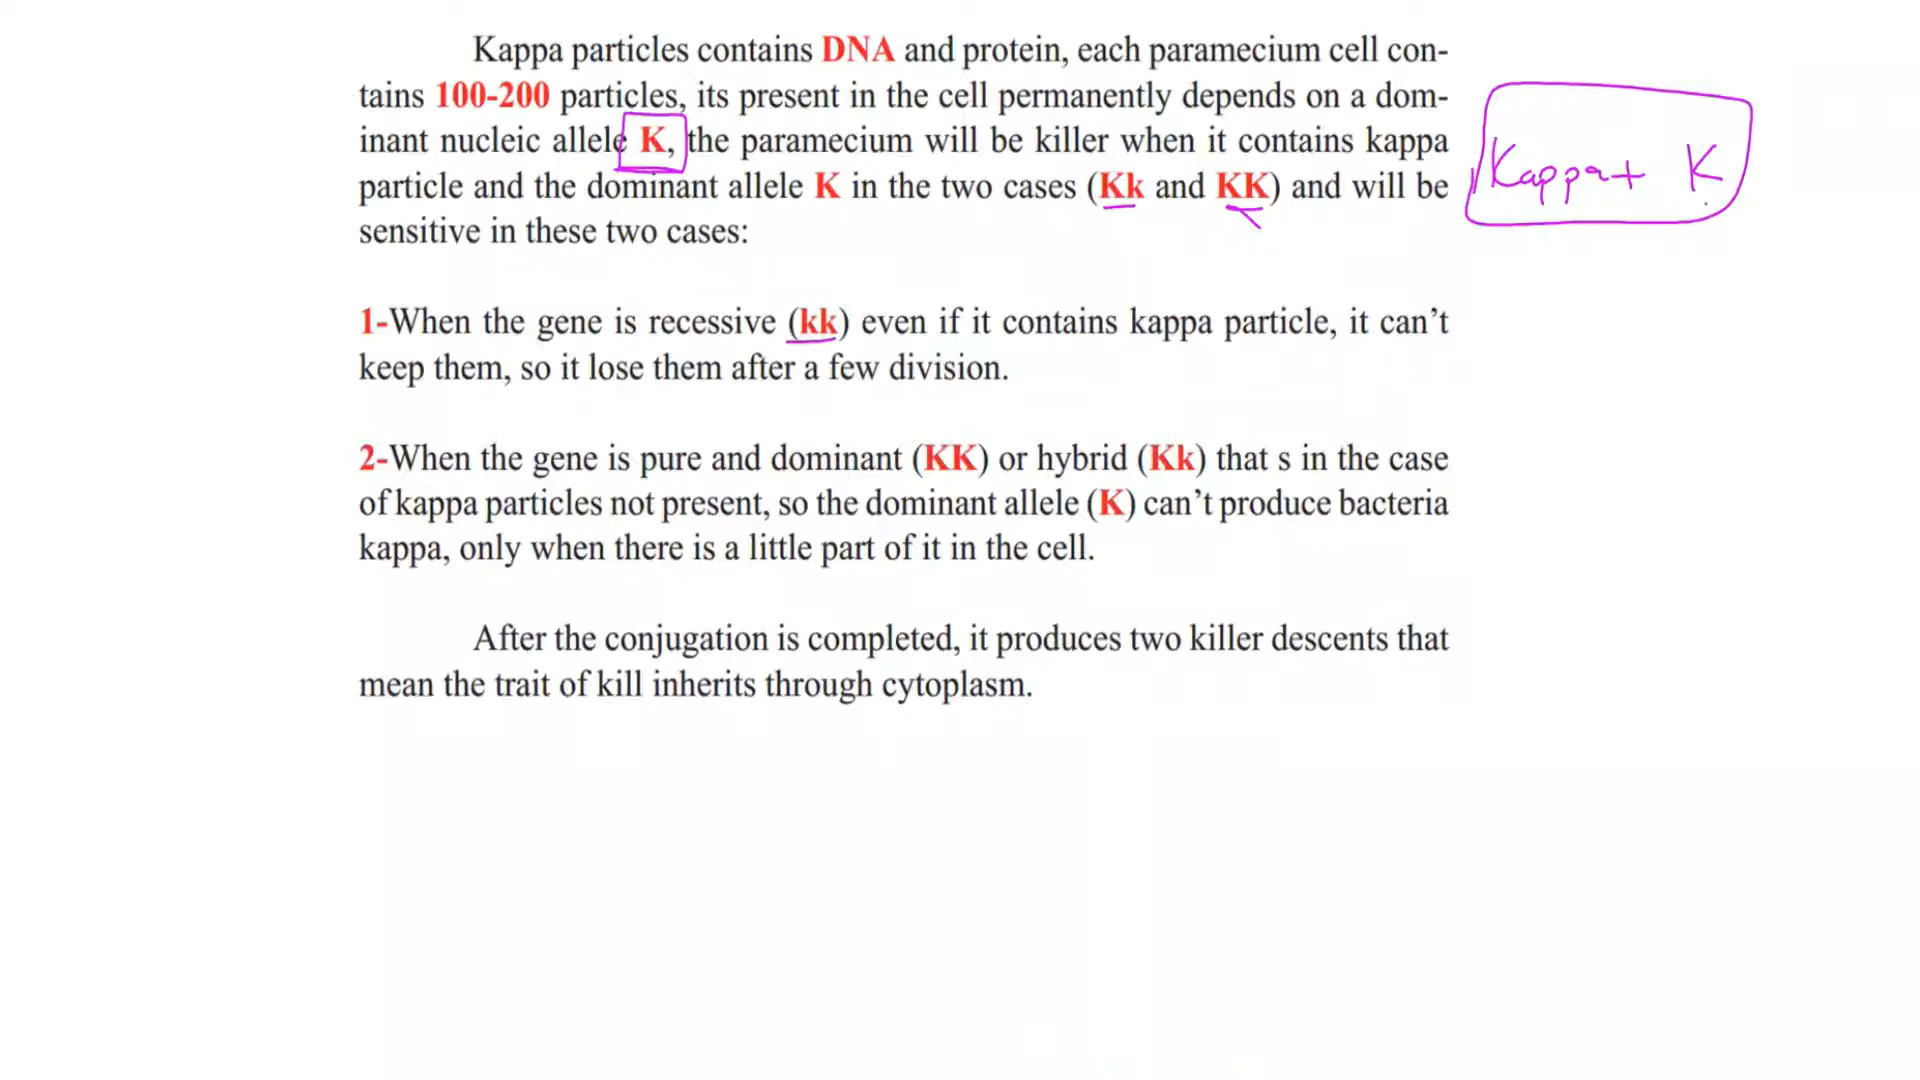 Kappa particles contains DNA and protein, each paramecium cell con-
tains 100-200 particles, its present in the cell permanently depends on a dom-
inant nucleic allele K, the paramecium will be killer when it contains kappa
particle and the dominant allele K in the two cases (Kk and KK) and will be
sensitive in these two cases:
Kappa+ K
1-When the gene is recessive (kk) even if it contains kappa particle, it can’t
keep them, so it lose them after a few division.
2-When the gene is pure and dominant (KK) or hybrid (Kk) that s in the case
of kappa particles not present, so the dominant allele (K) can’t produce bacteria
kappa, only when there is a little part of it in the cell.
After the conjugation is completed, it produces two killer descents that
mean the trait of kill inherits through cytoplasm.